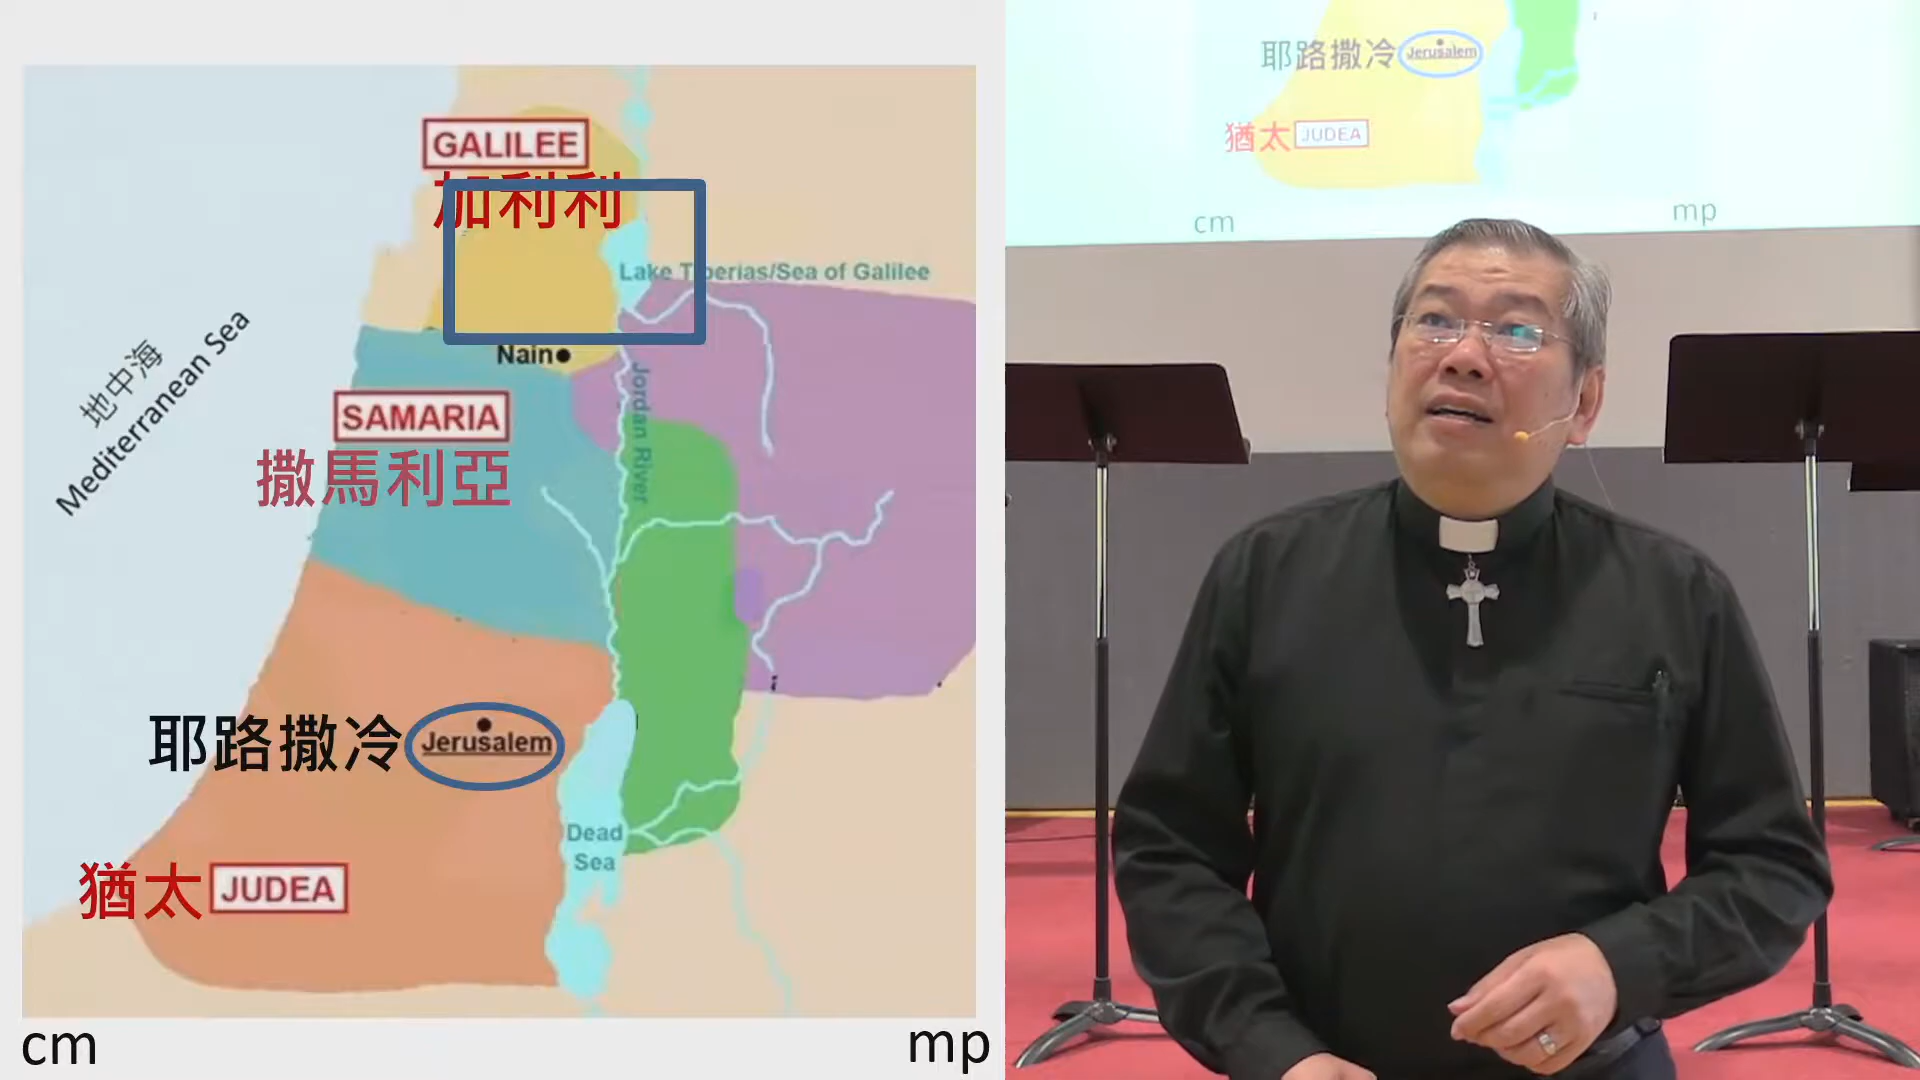 GALILEE
加利利
Lake Tiberias/Sea of Galilee
地中海
Mediterranean Sea
Nain
Jordan River
SAMARIA
撒馬利亞
耶路撒冷 Jerusalem
Dead
Sea
猶太 JUDEA
cm
mp
耶路撒冷 Jerusalem
猶太 JUDEA
cm
mp